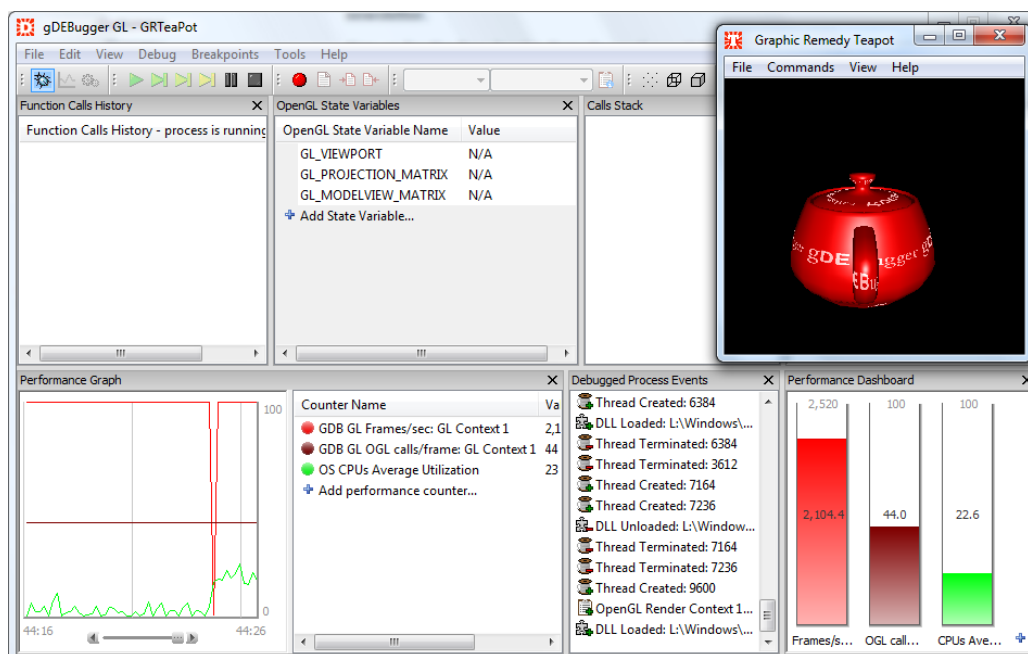 gDEBugger GL - GRTeaPot
File Edit View Debug Breakpoints Tools Help
Function Calls History
Function Calls History - process is running
OpenGL State Variables
OpenGL State Variable Name Value
GL_VIEWPORT N/A
GL_PROJECTION_MATRIX N/A
GL_MODELVIEW_MATRIX N/A
Add State Variable...
Calls Stack
Graphic Remedy Teapot
File Commands View Help
gDE ugger gD
EBu
Performance Graph
100
0
44:16 44:26
Counter Name Va
GDB GL Frames/sec: GL Context 1 2,1
GDB GL OGL calls/frame: GL Context 1 44
OS CPUs Average Utilization 23
Add performance counter...
Debugged Process Events
Thread Created: 6384
DLL Loaded: L:\Windows\...
Thread Terminated: 6384
Thread Terminated: 3612
Thread Created: 7164
Thread Created: 7236
DLL Unloaded: L:\Window...
Thread Terminated: 7164
Thread Terminated: 7236
Thread Created: 9600
OpenGL Render Context 1...
DLL Loaded: L:\Windows\...
Performance Dashboard
2,520 100 100
2,104.4 44.0 22.6
Frames/s... OGL call... CPUs Ave...